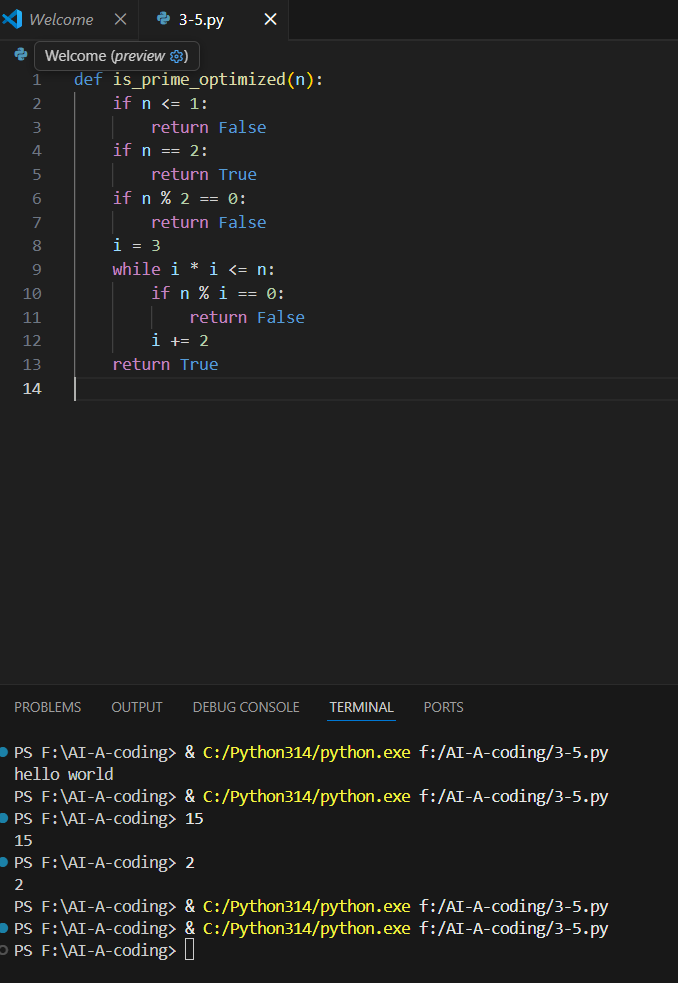 Welcome 3-5.py
Welcome (preview)
1 def is_prime_optimized(n):
2     if n <= 1:
3         return False
4     if n == 2:
5         return True
6     if n % 2 == 0:
7         return False
8     i = 3
9     while i * i <= n:
10         if n % i == 0:
11             return False
12         i += 2
13     return True
14
PROBLEMS OUTPUT DEBUG CONSOLE TERMINAL PORTS
PS F:\AI-A-coding> & C:/Python314/python.exe f:/AI-A-coding/3-5.py
hello world
PS F:\AI-A-coding> & C:/Python314/python.exe f:/AI-A-coding/3-5.py
PS F:\AI-A-coding> 15
15
PS F:\AI-A-coding> 2
2
PS F:\AI-A-coding> & C:/Python314/python.exe f:/AI-A-coding/3-5.py
PS F:\AI-A-coding> & C:/Python314/python.exe f:/AI-A-coding/3-5.py
PS F:\AI-A-coding>